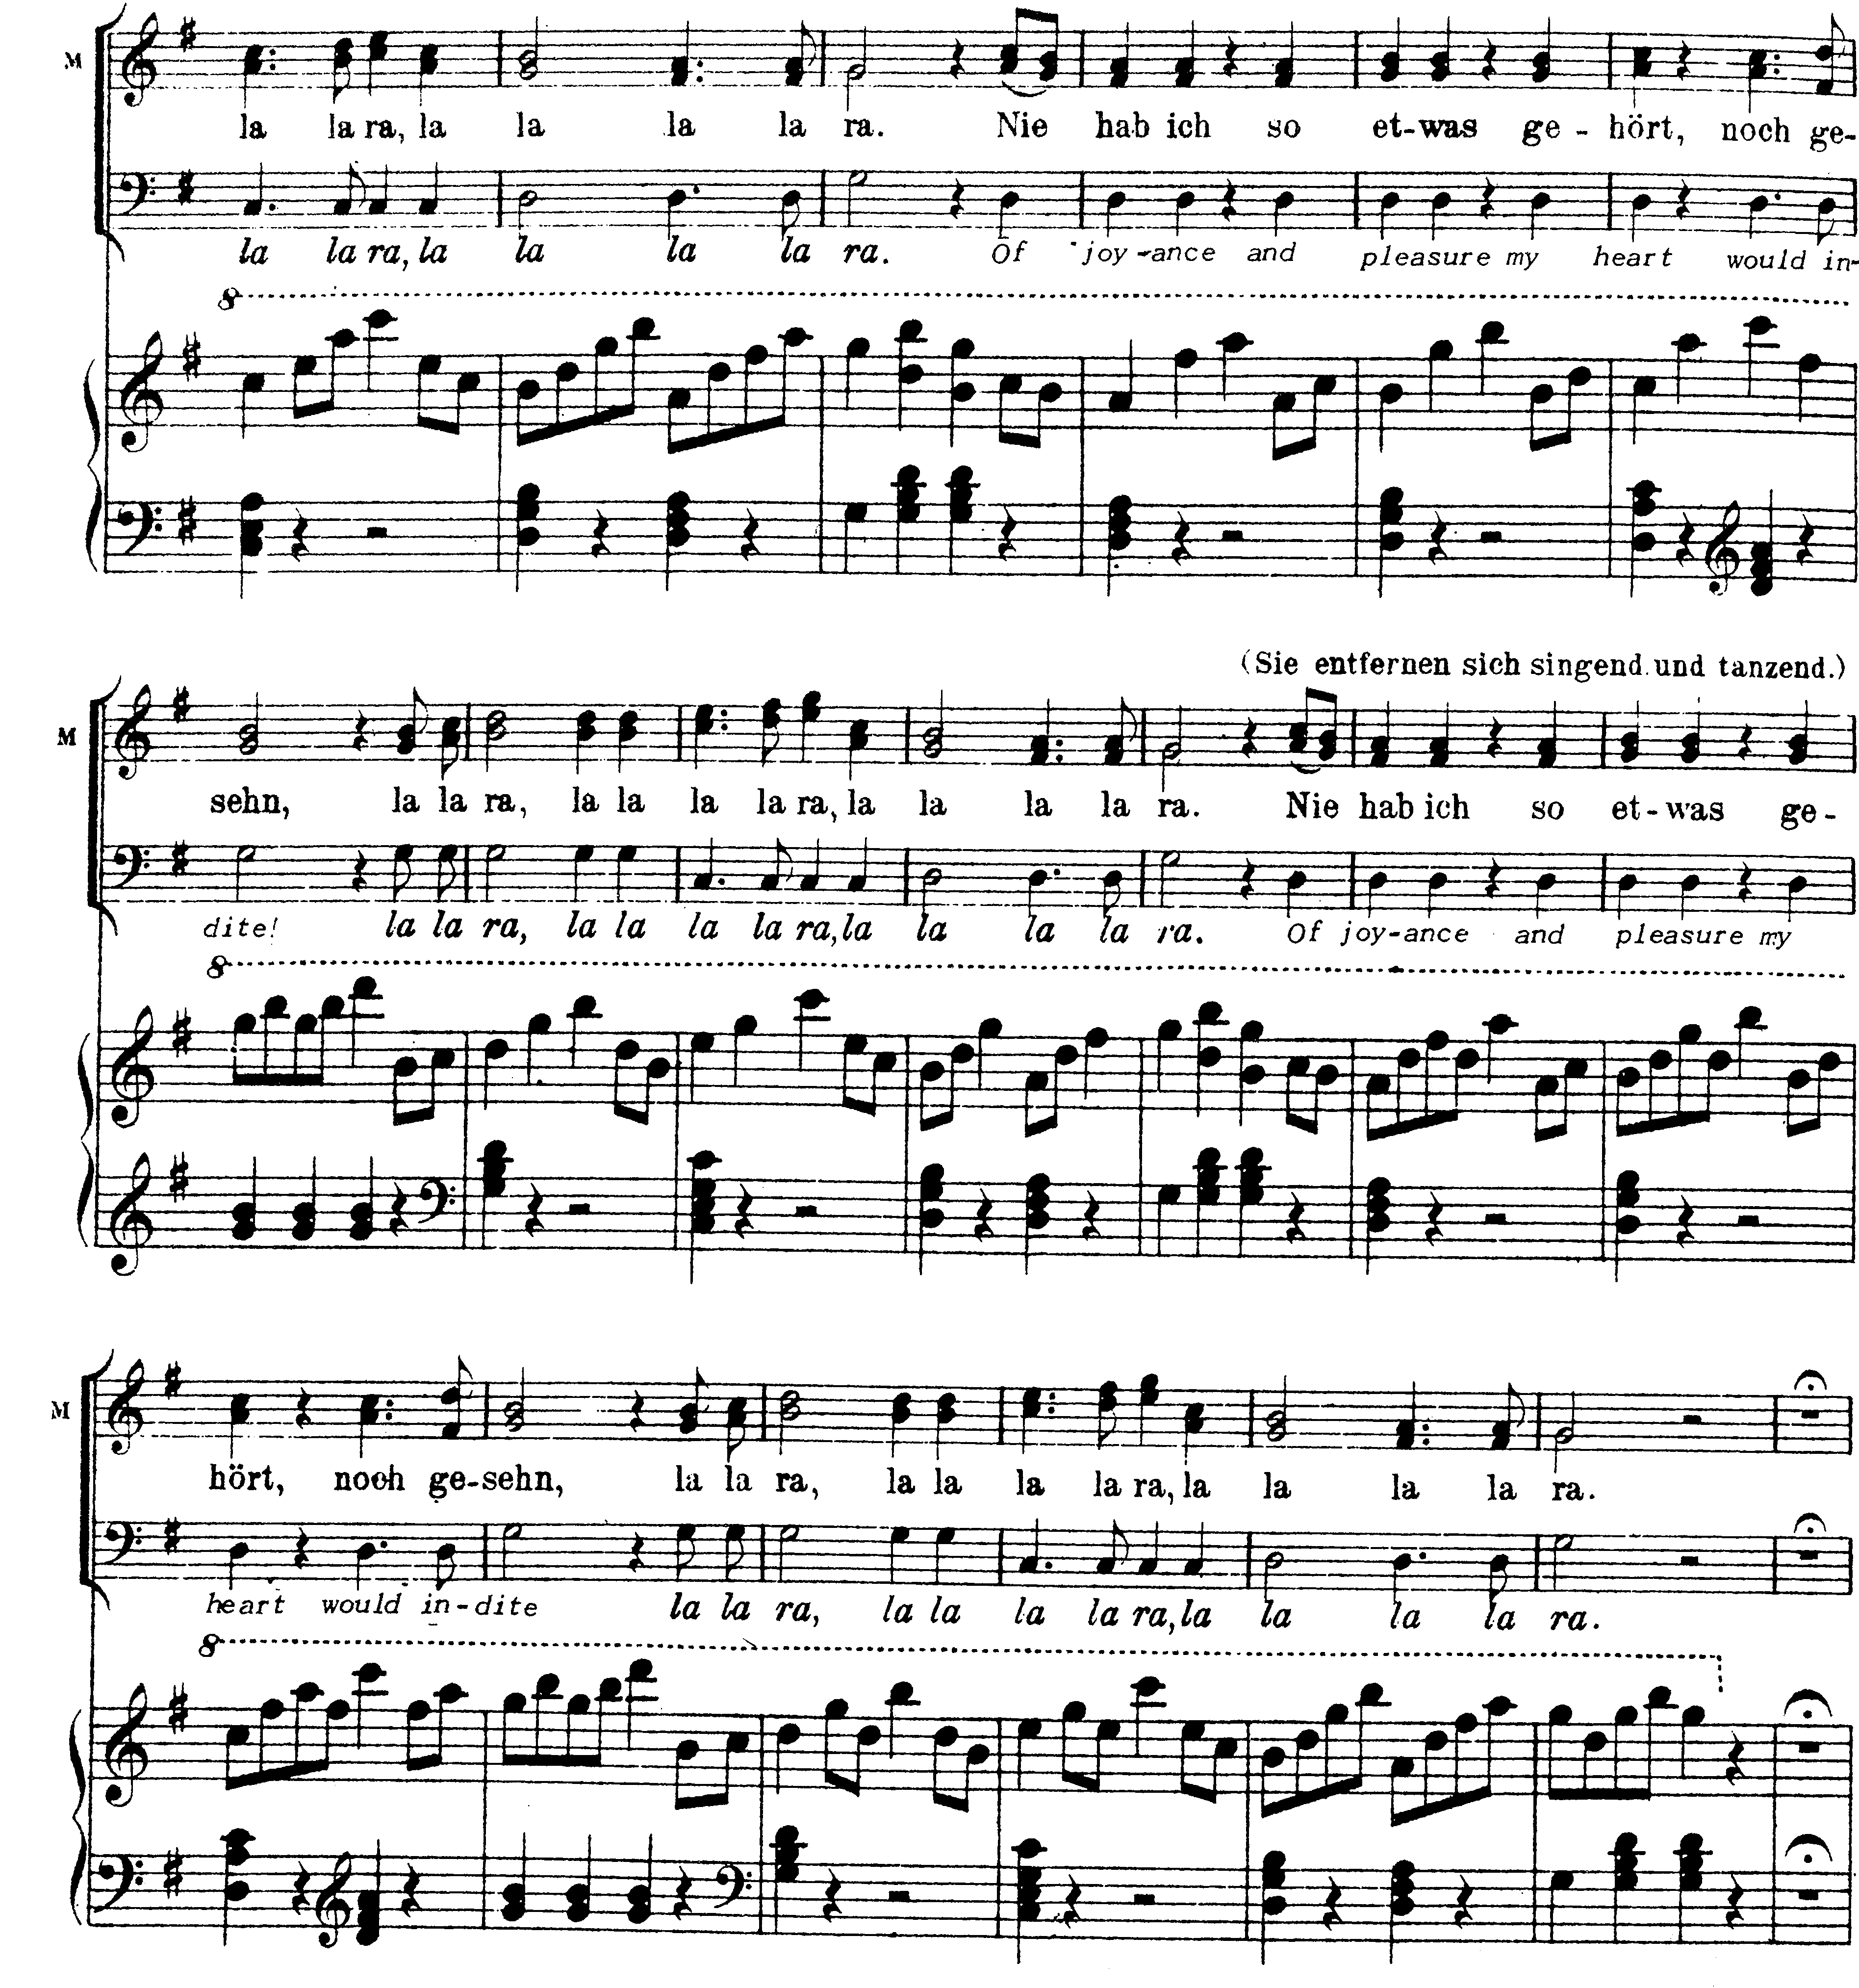 M
la la ra, la la la la ra. Nie hab ich so et-was ge - hört, noch ge-
la la ra, la la la la ra. Of joy-ance and pleasure my heart would in-
8
(Sie entfernen sich singend und tanzend.)
M
sehn, la la ra, la la la la ra, la la la la ra. Nie hab ich so et-was ge-
dite! la la ra, la la la la ra, la la la la ra. Of joy-ance and pleasure my
8
M
hört, noch ge-sehn, la la ra, la la la la ra, la la la la ra.
heart would in-dite la la ra, la la la la ra, la la la la ra.
8